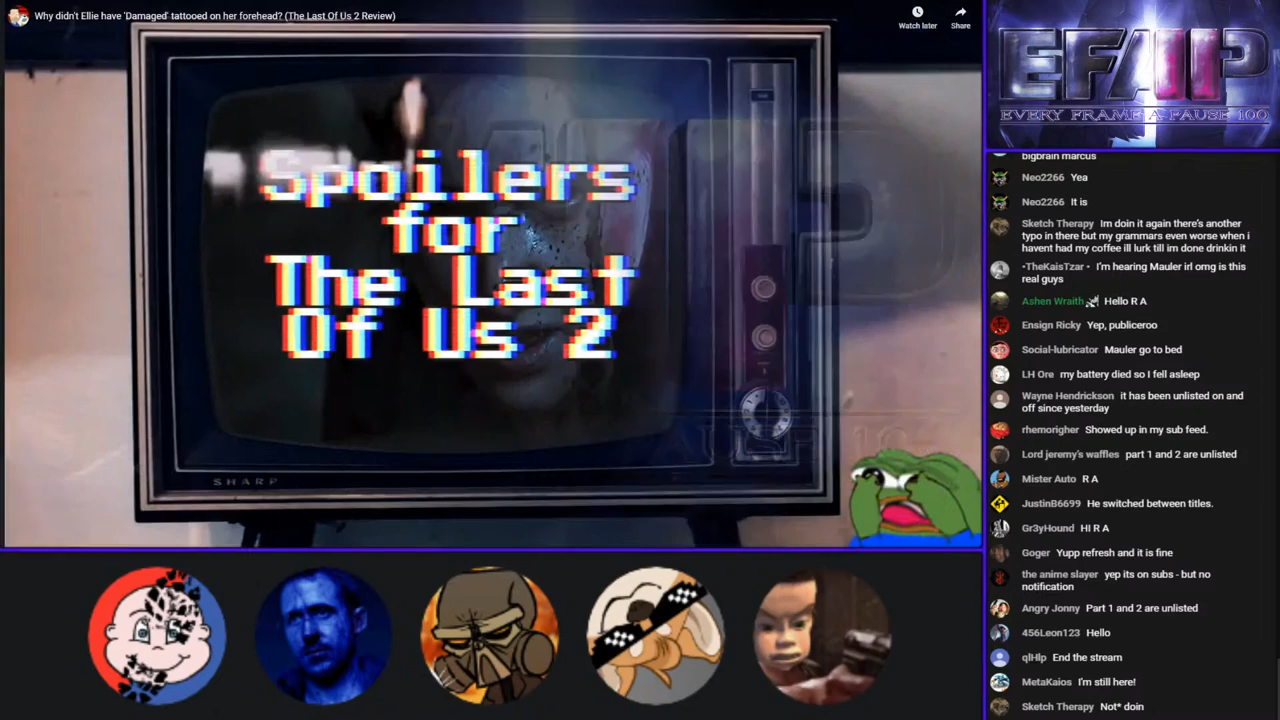 Why didn't Ellie have 'Damaged' tattooed on her forehead? (The Last Of Us 2 Review)
Watch later
Share
Spoilers
for
The Last
Of Us 2
SHARP
EFAP
EVERY FRAME A PAUSE 100
bigbrain marcus
Neo2266 Yea
Neo2266 It is
Sketch Therapy Im doin it again there's another
typo in there but my grammars even worse when i
havent had my coffee ill lurk till im done drinkin it
•TheKaisTzar • I'm hearing Mauler irl omg is this
real guys
Ashen Wraith Hello R A
Ensign Ricky Yep, publiceroo
Social-lubricator Mauler go to bed
LH Ore my battery died so I fell asleep
Wayne Hendrickson it has been unlisted on and
off since yesterday
rhemorigher Showed up in my sub feed.
Lord jeremy's waffles part 1 and 2 are unlisted
Mister Auto R A
JustinB6699 He switched between titles.
Gr3yHound HI R A
Goger Yupp refresh and it is fine
the anime slayer yep its on subs - but no
notification
Angry Jonny Part 1 and 2 are unlisted
456Leon123 Hello
qlHlp End the stream
MetaKaios I'm still here!
Sketch Therapy Not* doin